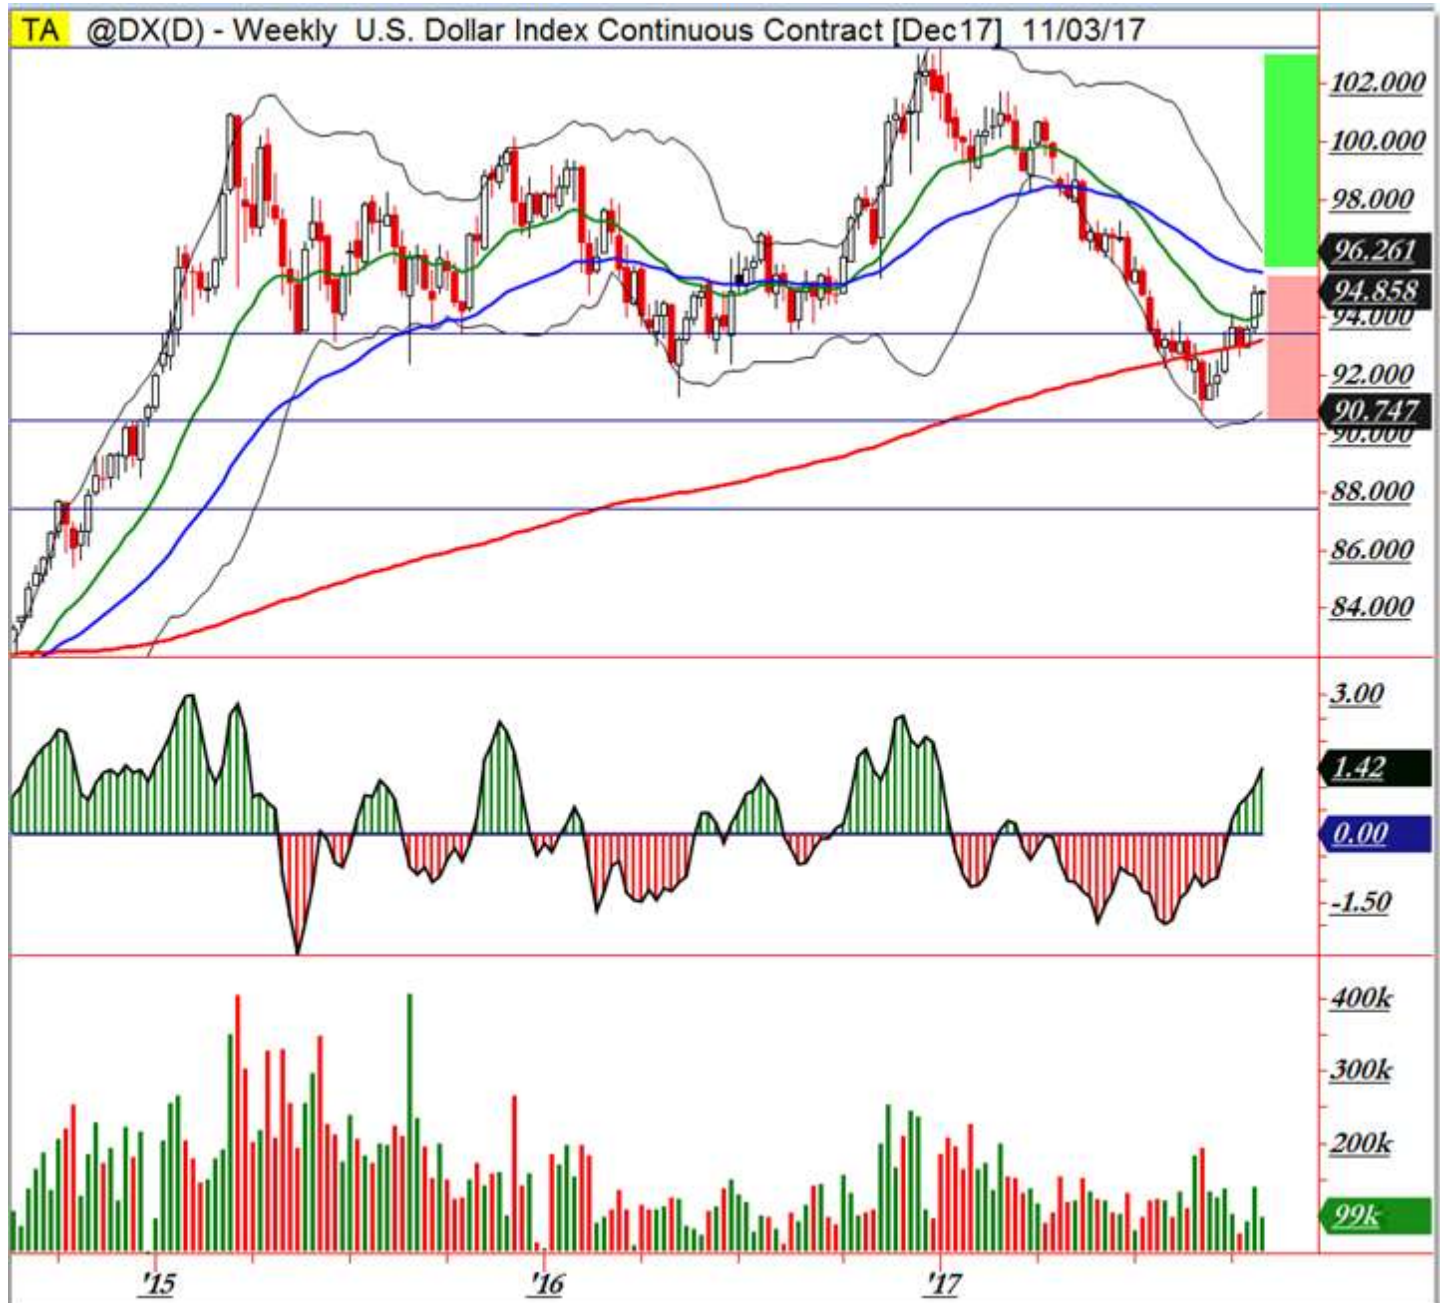 TA @DX(D) - Weekly U.S. Dollar Index Continuous Contract [Dec17] 11/03/17
102.000
100.000
98.000
96.261
94.858
94.000
92.000
90.747
90.000
88.000
86.000
84.000
3.00
1.42
0.00
-1.50
400k
300k
200k
99k
'15 '16 '17